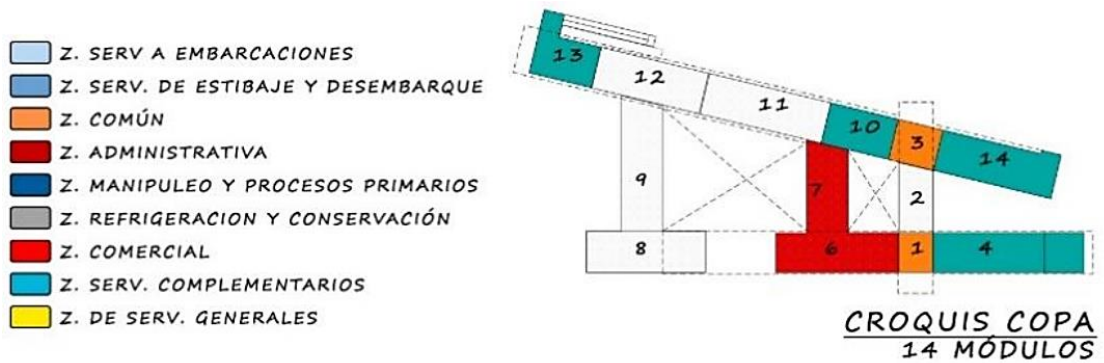 Z. SERV A EMBARCACIONES
Z. SERV. DE ESTIBAJE Y DESEMBARQUE
Z. COMÚN
Z. ADMINISTRATIVA
Z. MANIPULEO Y PROCESOS PRIMARIOS
Z. REFRIGERACION Y CONSERVACIÓN
Z. COMERCIAL
Z. SERV. COMPLEMENTARIOS
Z. DE SERV. GENERALES
13
12
11
10
3
14
9
7
2
8
6
1
4
CROQUIS COPA
14 MÓDULOS